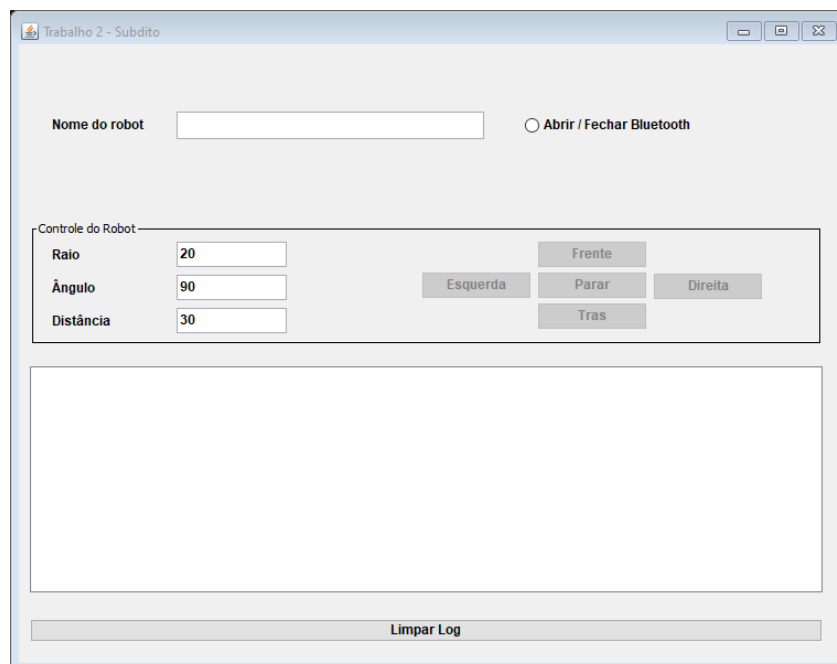 Trabalho 2 - Subdito
Nome do robot
Abrir / Fechar Bluetooth
Controle do Robot
Raio 20 Frente
Ângulo 90 Esquerda Parar Direita
Distância 30 Tras
Limpar Log